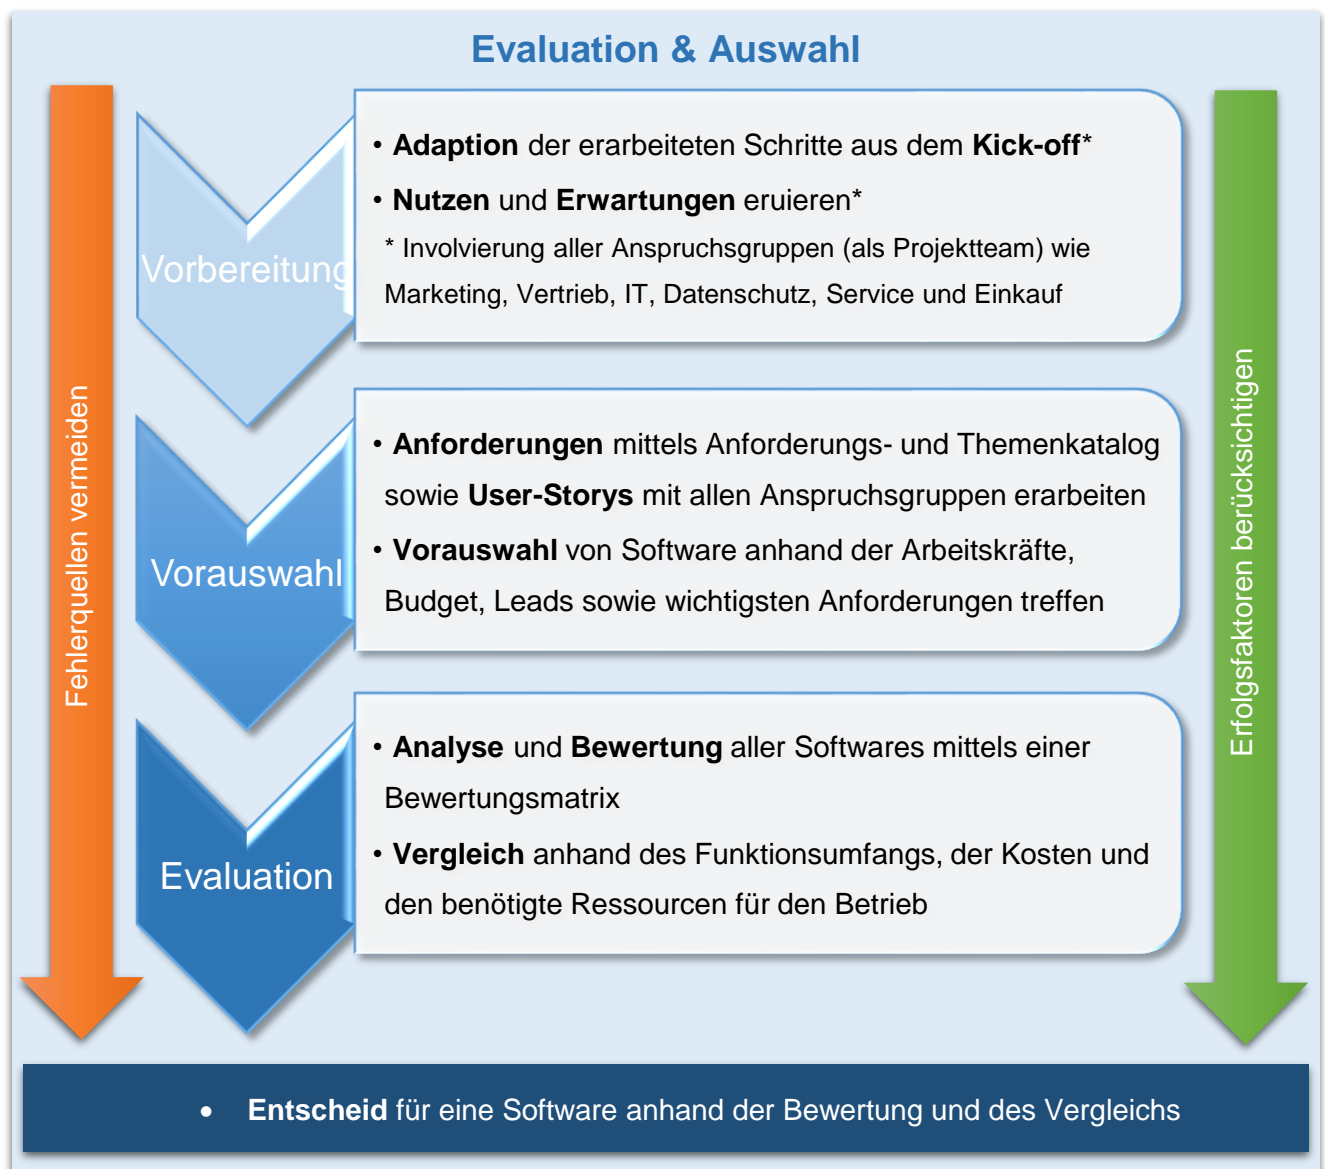 Evaluation & Auswahl
Fehlerquellen vermeiden
Vorbereitung
• Adaption der erarbeiteten Schritte aus dem Kick-off*
• Nutzen und Erwartungen eruieren*
* Involvierung aller Anspruchsgruppen (als Projektteam) wie
Marketing, Vertrieb, IT, Datenschutz, Service und Einkauf
Vorauswahl
• Anforderungen mittels Anforderungs- und Themenkatalog
sowie User-Storys mit allen Anspruchsgruppen erarbeiten
• Vorauswahl von Software anhand der Arbeitskräfte,
Budget, Leads sowie wichtigsten Anforderungen treffen
Evaluation
• Analyse und Bewertung aller Softwares mittels einer
Bewertungsmatrix
• Vergleich anhand des Funktionsumfangs, der Kosten und
den benötigte Ressourcen für den Betrieb
Erfolgsfaktoren berücksichtigen
• Entscheid für eine Software anhand der Bewertung und des Vergleichs